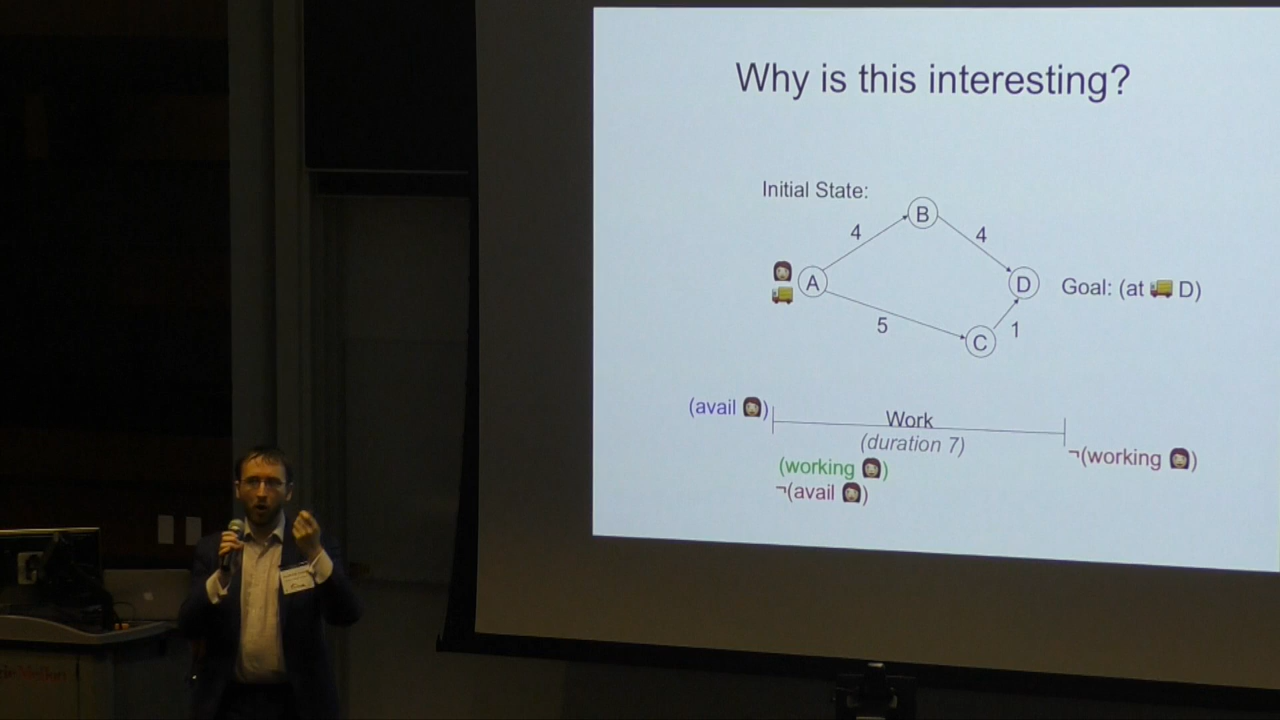 Why is this interesting?
Initial State:
B
4
4
A
D
Goal: (at D)
5
1
C
(avail )
Work
(duration 7)
(working )
¬(avail )
¬(working )